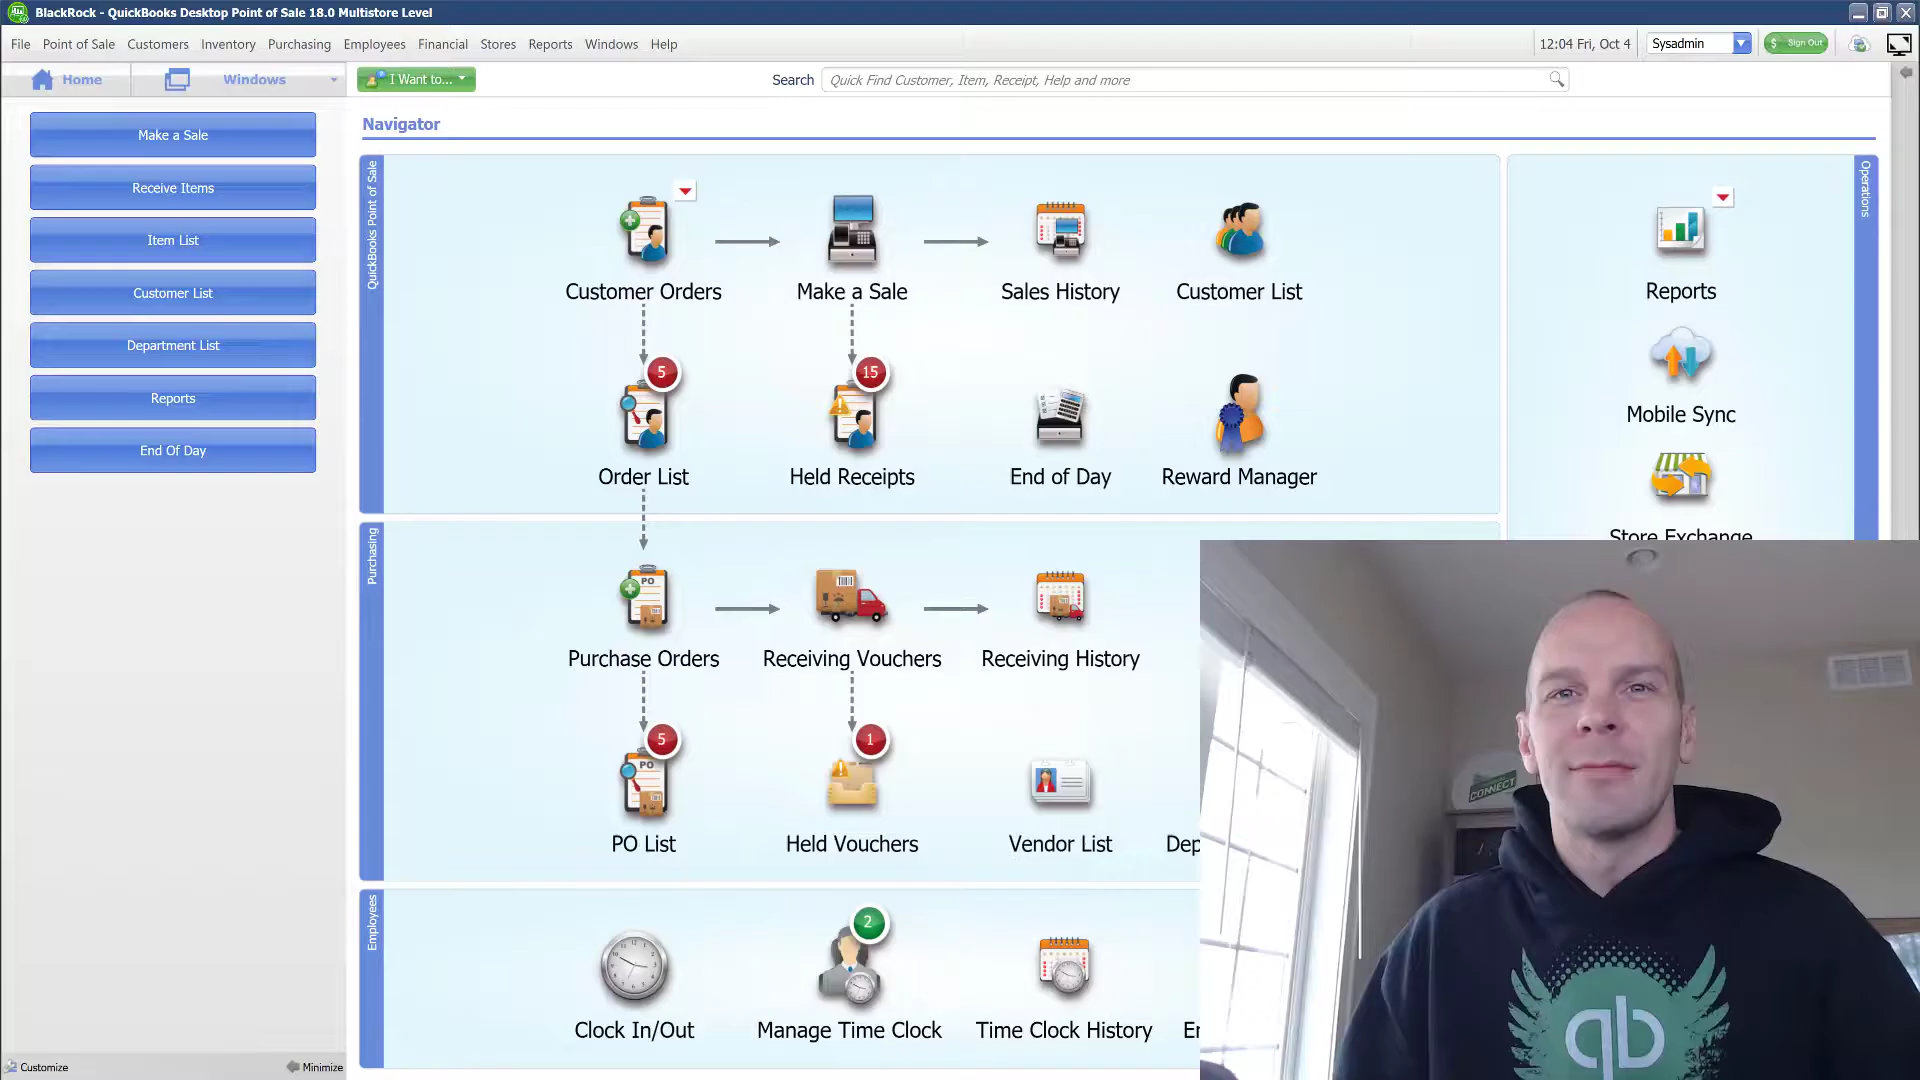 BlackRock - QuickBooks Desktop Point of Sale 18.0 Multistore Level
File Point of Sale Customers Inventory Purchasing Employees Financial Stores Reports Windows Help
12:04 Fri, Oct 4 Sysadmin $ Sign Out
Home Windows I Want to... Search Quick Find Customer, Item, Receipt, Help and more
Make a Sale
Receive Items
Item List
Customer List
Department List
Reports
End Of Day
Customize Minimize
Navigator
QuickBooks Point of Sale
Customer Orders Make a Sale Sales History Customer List
5 15
Order List Held Receipts End of Day Reward Manager
Purchasing
PO
Purchase Orders Receiving Vouchers Receiving History
5 1
PO
PO List Held Vouchers Vendor List Dep
Employees
2
Clock In/Out Manage Time Clock Time Clock History
Operations
Reports
Mobile Sync
Store Exchange
CONNECT
qb